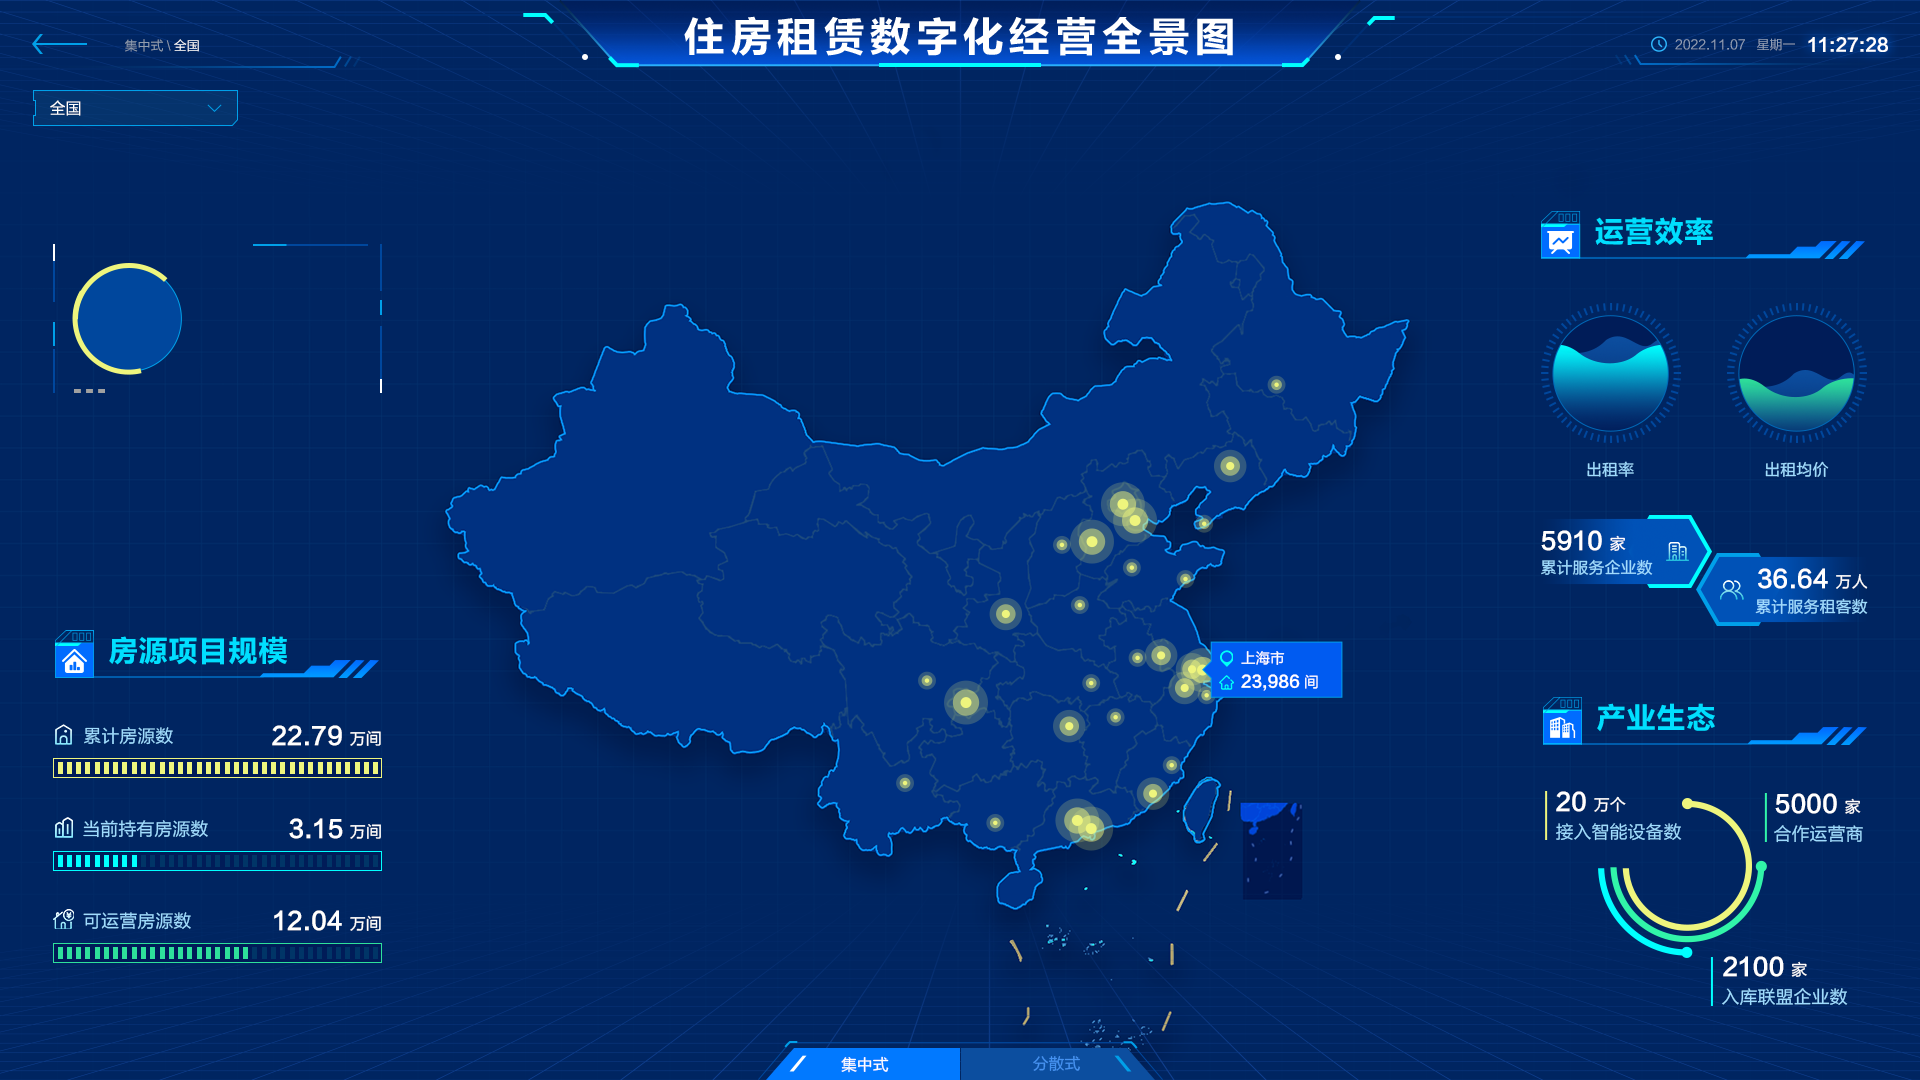 住房租赁数字化经营全景图
集中式 \ 全国
2022.11.07 星期一 11:27:28
全国
运营效率
出租率
出租均价
5910 家
累计服务企业数
36.64 万人
累计服务租客数
上海市
23,986 间
房源项目规模
累计房源数 22.79 万间
当前持有房源数 3.15 万间
可运营房源数 12.04 万间
产业生态
20 万个
接入智能设备数
5000 家
合作运营商
2100 家
入库联盟企业数
集中式
分散式